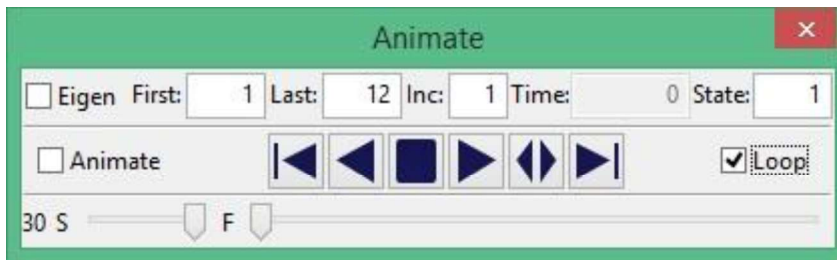 Animate
Eigen First: 1 Last: 12 Inc: 1 Time: 0 State: 1
Animate Loop
30 S F